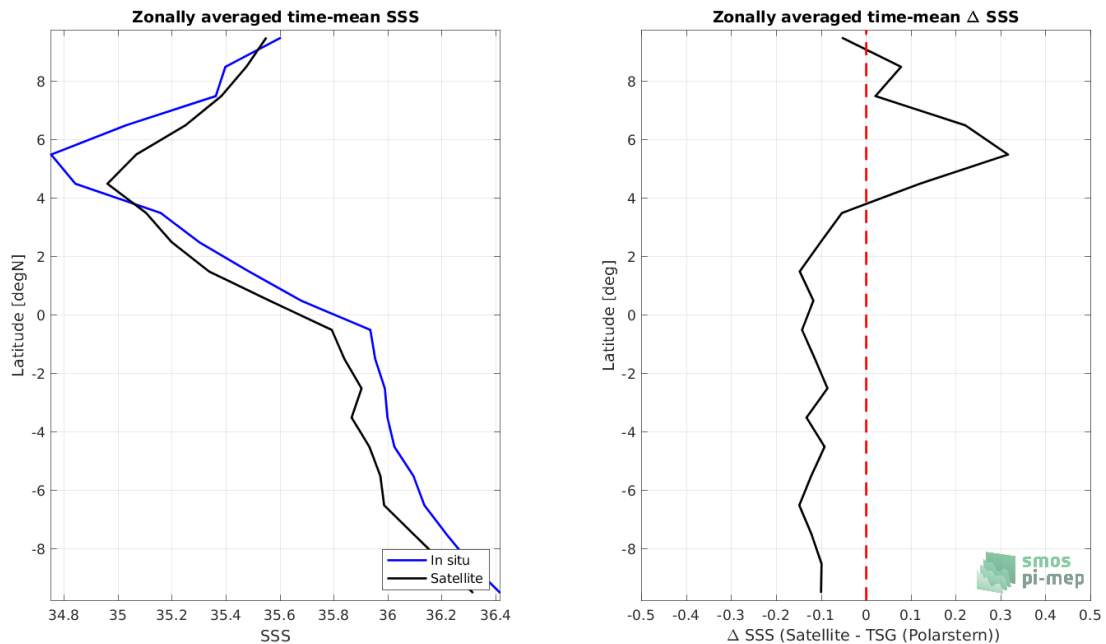 Zonally averaged time-mean SSS
8
6
4
2
0
-2
-4
-6
-8
Latitude [degN]
34.8 35 35.2 35.4 35.6 35.8 36 36.2 36.4
SSS
In situ
Satellite
Zonally averaged time-mean Δ SSS
8
6
4
2
0
-2
-4
-6
-8
Latitude [deg]
-0.5 -0.4 -0.3 -0.2 -0.1 0 0.1 0.2 0.3 0.4 0.5
Δ SSS (Satellite - TSG (Polarstern))
smos
pi-mep